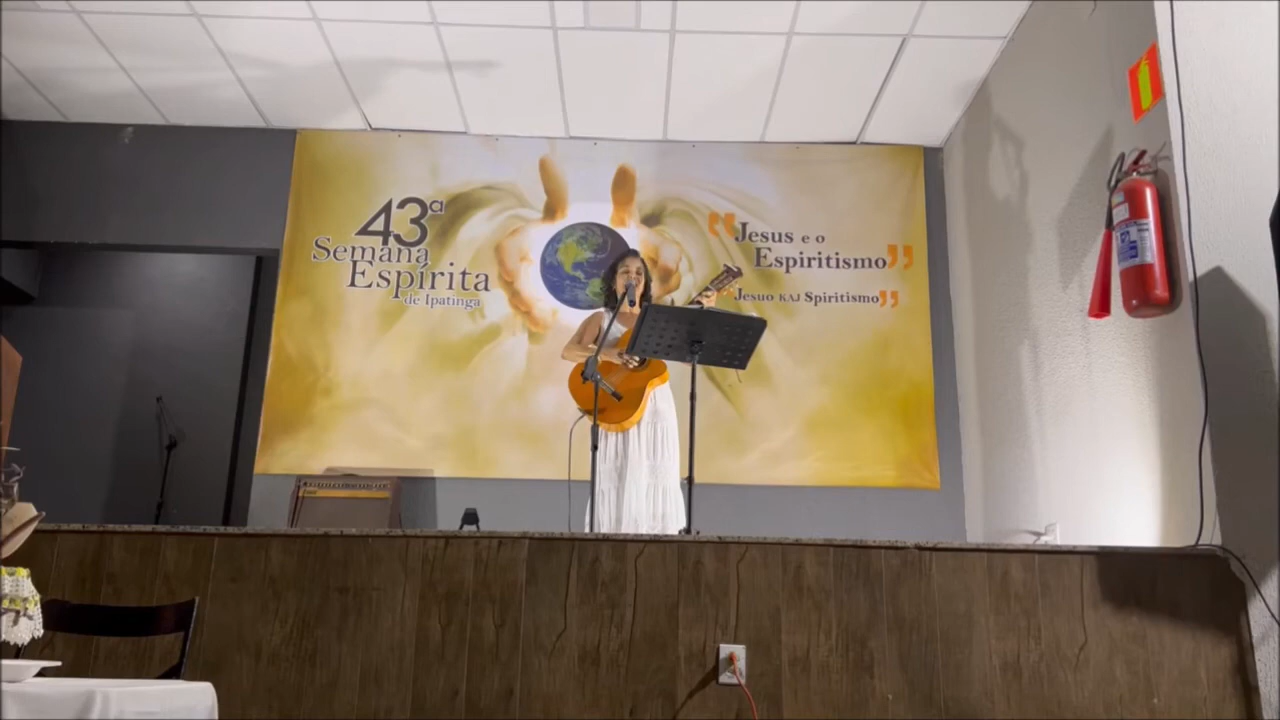 43ª
Semana
Espírita
de Ipatinga
"Jesus e o
Espiritismo"
"Jesuo KAJ Spiritismo"